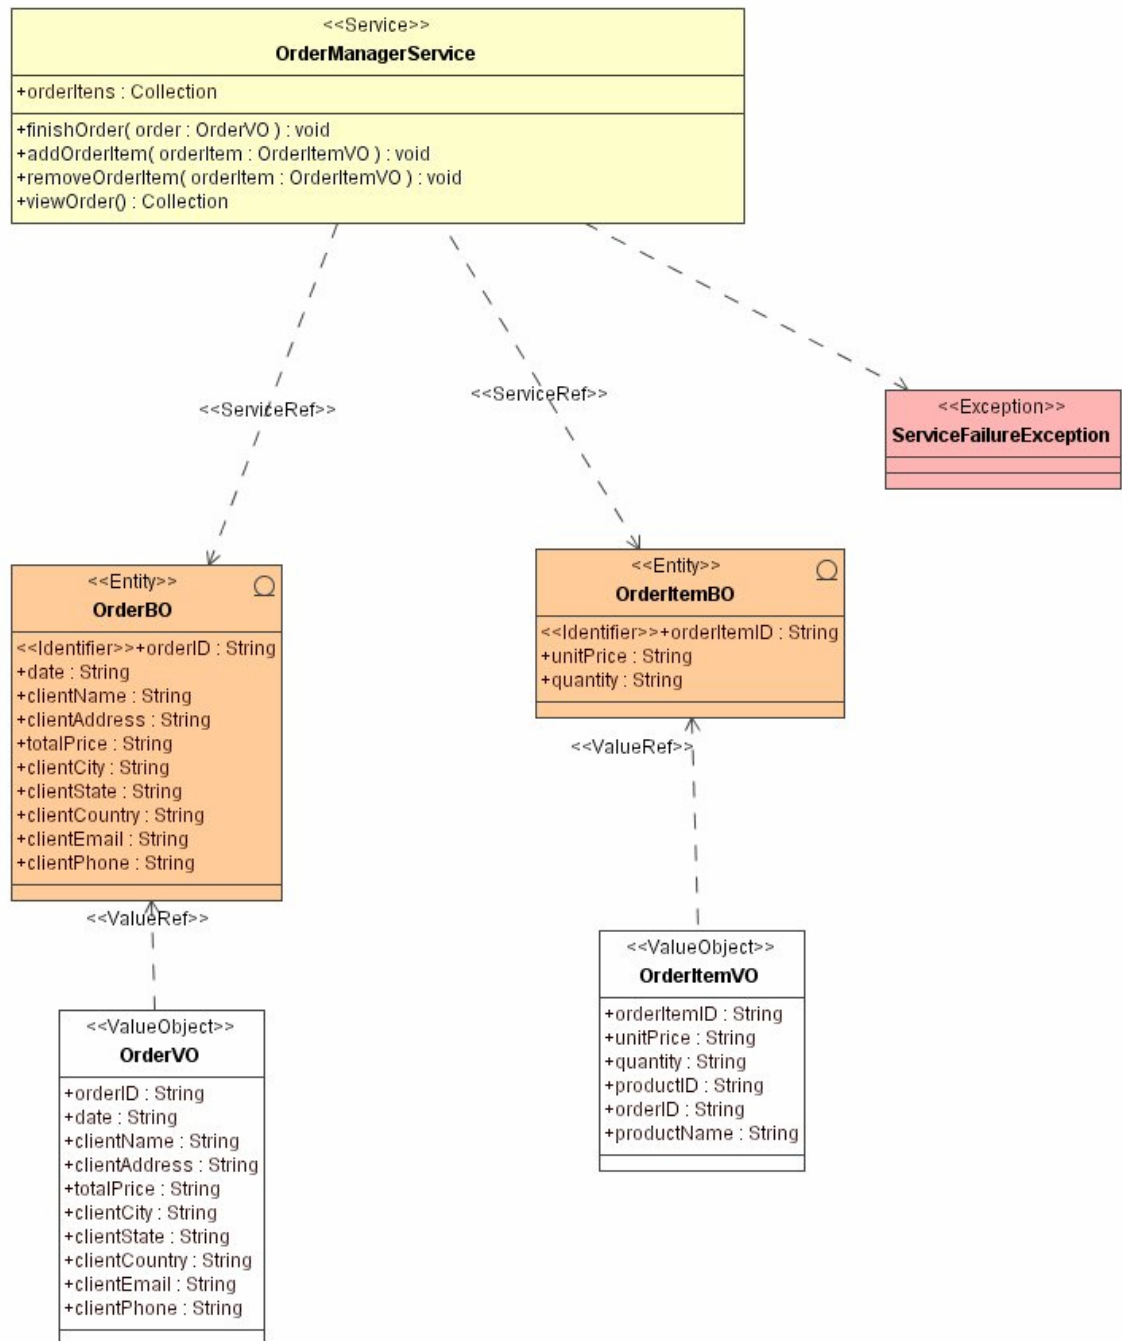 <<Service>>
OrderManagerService
+orderItens : Collection
+finishOrder( order : OrderVO ) : void
+addOrderItem( orderItem : OrderItemVO ) : void
+removeOrderItem( orderItem : OrderItemVO ) : void
+viewOrder() : Collection
<<ServiceRef>>
<<ServiceRef>>
<<Exception>>
ServiceFailureException
<<Entity>>
OrderBO
<<Identifier>>+orderID : String
+date : String
+clientName : String
+clientAddress : String
+totalPrice : String
+clientCity : String
+clientState : String
+clientCountry : String
+clientEmail : String
+clientPhone : String
<<Entity>>
OrderItemBO
<<Identifier>>+orderItemID : String
+unitPrice : String
+quantity : String
<<ValueRef>>
<<ValueRef>>
<<ValueObject>>
OrderItemVO
+orderItemID : String
+unitPrice : String
+quantity : String
+productID : String
+orderID : String
+productName : String
<<ValueObject>>
OrderVO
+orderID : String
+date : String
+clientName : String
+clientAddress : String
+totalPrice : String
+clientCity : String
+clientState : String
+clientCountry : String
+clientEmail : String
+clientPhone : String